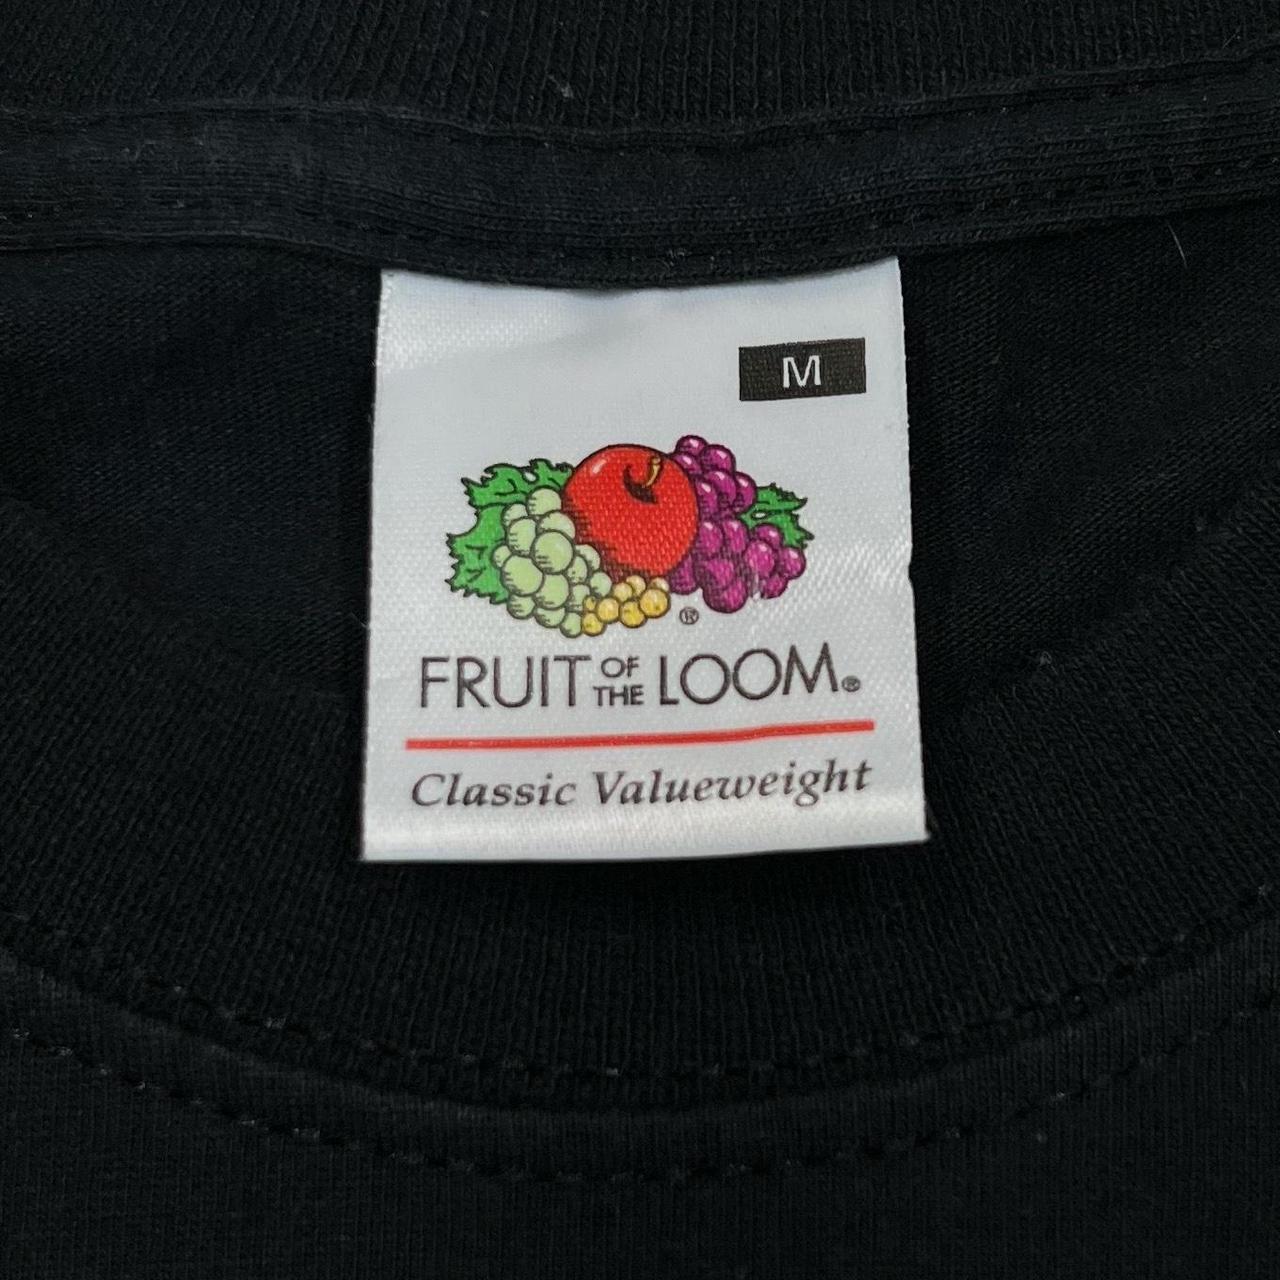 M
®
FRUIT OF THE LOOM®
Classic Valueweight